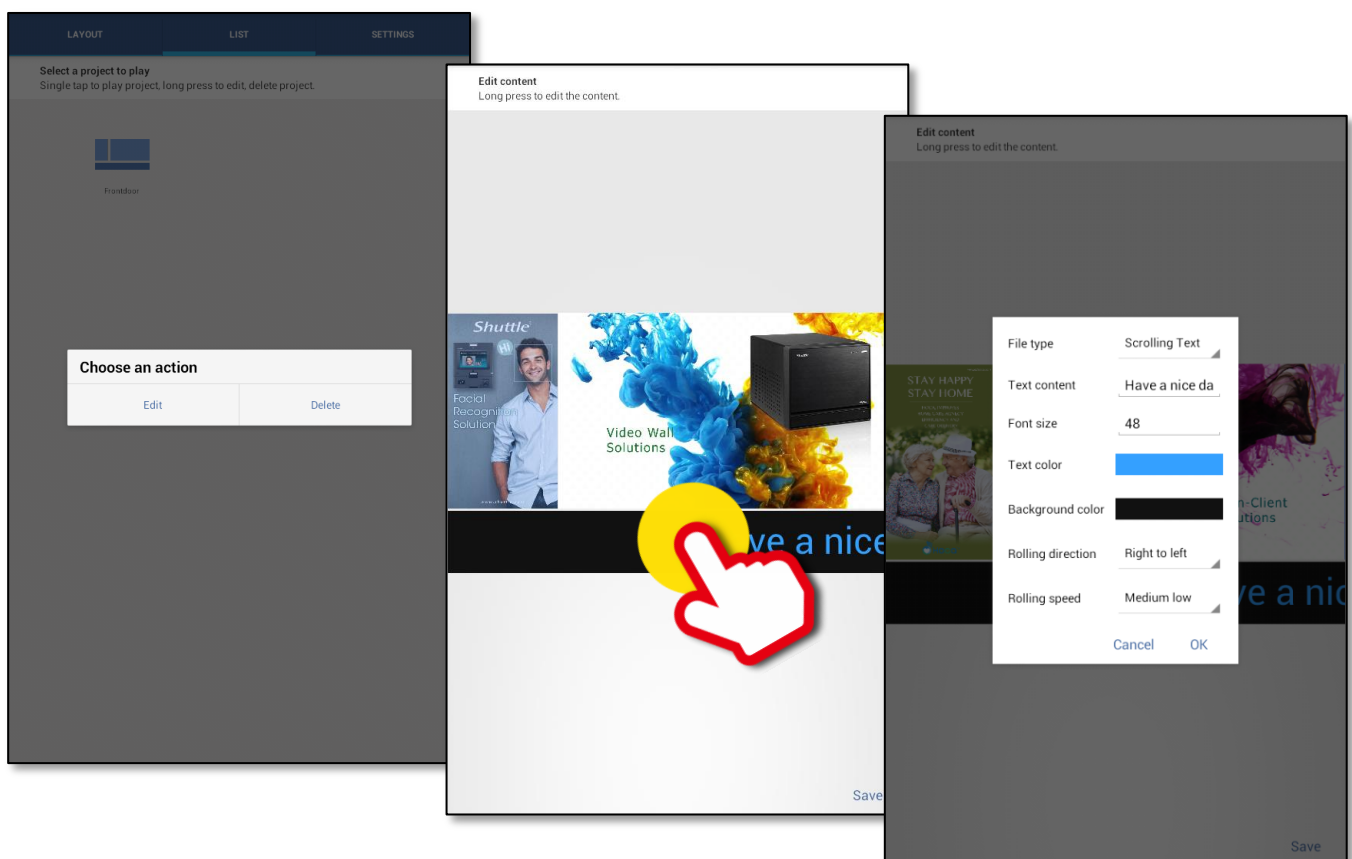 LAYOUT LIST SETTINGS
Select a project to play
Single tap to play project, long press to edit, delete project.
Frontdoor
Choose an action
Edit Delete
Edit content
Long press to edit the content.
Shuttle
Hi
Facial
Recognition
Solution
Video Wall
Solutions
ve a nice
Save
Edit content
Long press to edit the content.
STAY HAPPY
STAY HOME
File type Scrolling Text
Text content Have a nice da
Font size 48
Text color
Background color
Rolling direction Right to left
Rolling speed Medium low
Cancel OK
n-Client
utions
ve a nic
Save